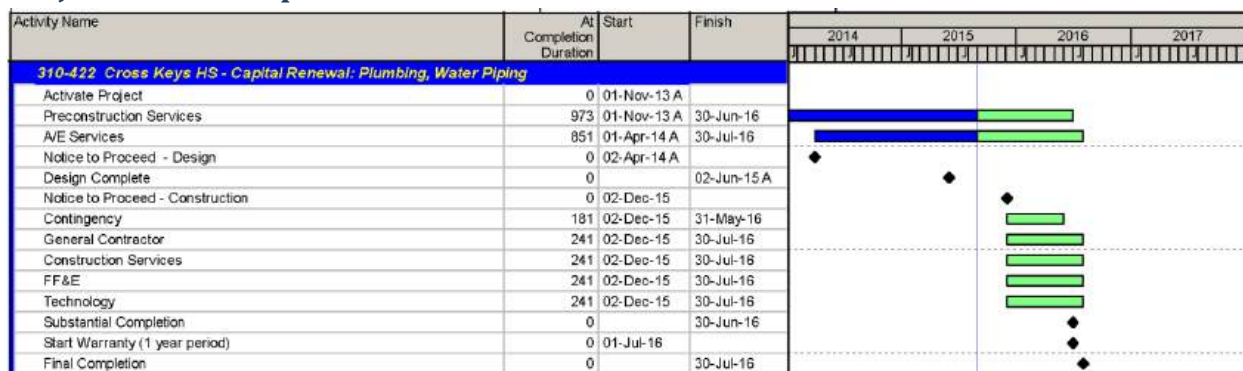 Activity Name At Completion Duration Start Finish
2014 2015 2016 2017
J J J J J J J
310-422 Cross Keys HS - Capital Renewal: Plumbing, Water Piping
Activate Project 0 01-Nov-13 A
Preconstruction Services 973 01-Nov-13 A 30-Jun-16
A/E Services 851 01-Apr-14 A 30-Jul-16
Notice to Proceed - Design 0 02-Apr-14 A
Design Complete 0 02-Jun-15 A
Notice to Proceed - Construction 0 02-Dec-15
Contingency 181 02-Dec-15 31-May-16
General Contractor 241 02-Dec-15 30-Jul-16
Construction Services 241 02-Dec-15 30-Jul-16
FF&E 241 02-Dec-15 30-Jul-16
Technology 241 02-Dec-15 30-Jul-16
Substantial Completion 0 30-Jun-16
Start Warranty (1 year period) 0 01-Jul-16
Final Completion 0 30-Jul-16